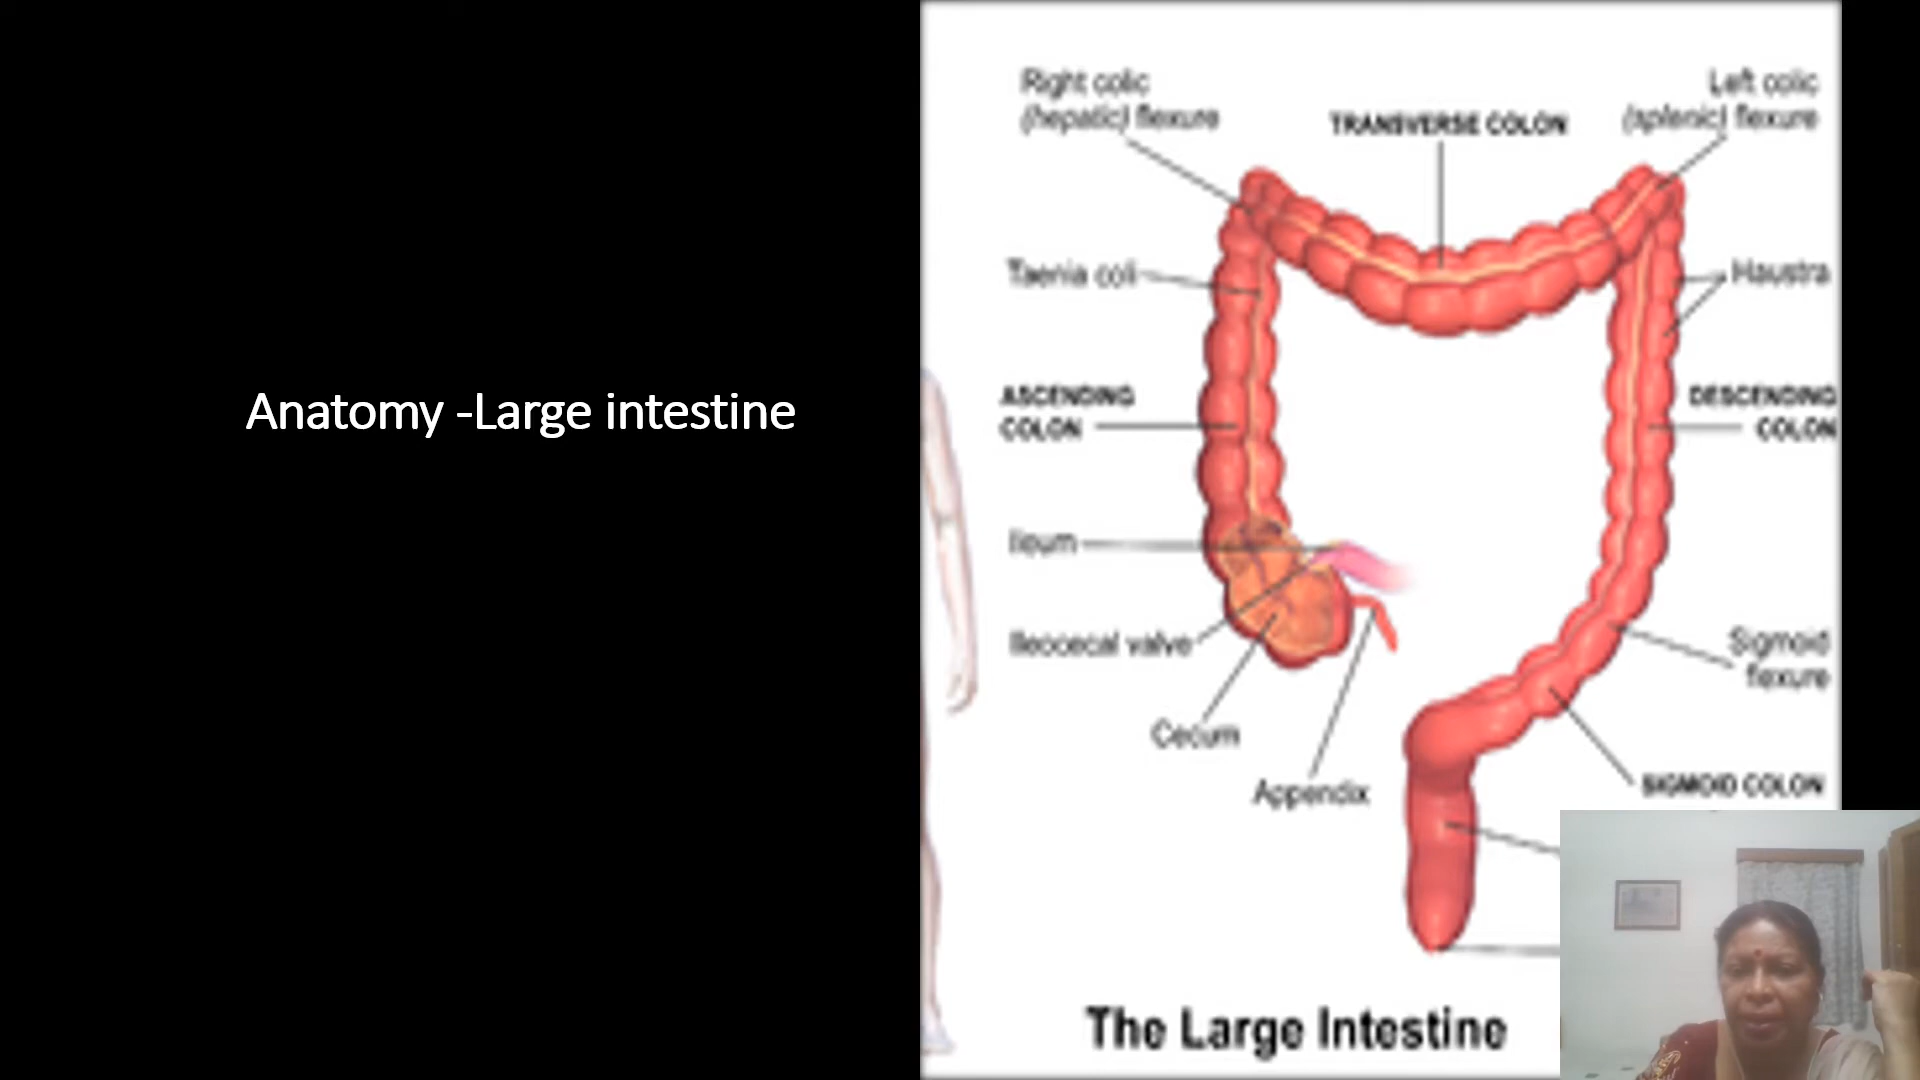 Anatomy -Large intestine
Right colic
(hepatic) flexure
TRANSVERSE COLON
Left colic
(splenic) flexure
Taenia coli
Haustra
ASCENDING
COLON
DESCENDING
COLON
Ileum
Ileocecal valve
Sigmoid
flexure
Cecum
Appendix
SIGMOID COLON
The Large Intestine